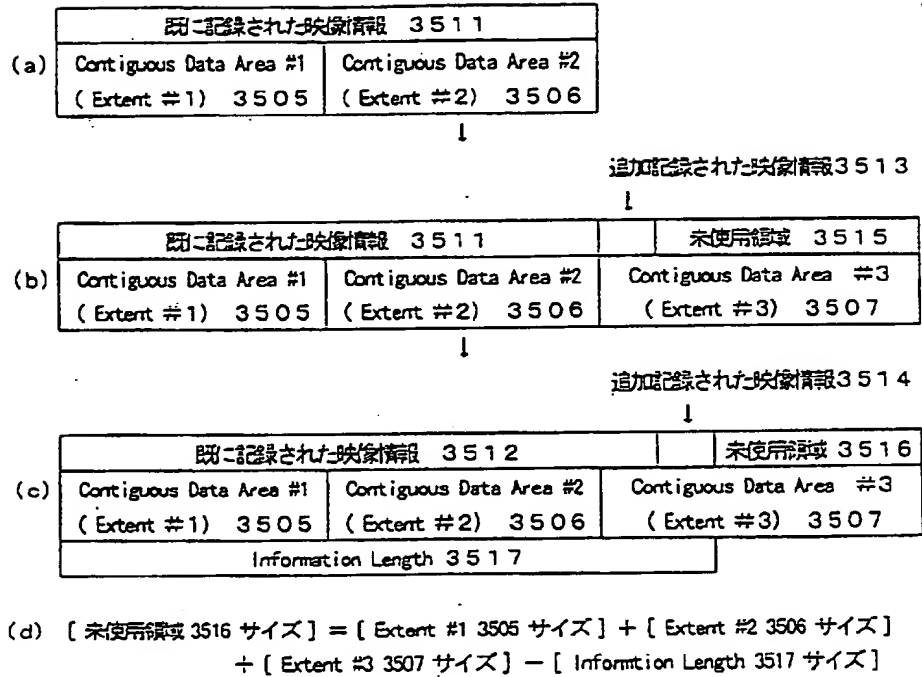 既に記録された映像情報 3511
(a) Contiguous Data Area #1 Contiguous Data Area #2
(Extent #1) 3505 (Extent #2) 3506
↓
追加記録された映像情報3513
↓
既に記録された映像情報 3511 未使用領域 3515
(b) Contiguous Data Area #1 Contiguous Data Area #2 Contiguous Data Area #3
(Extent #1) 3505 (Extent #2) 3506 (Extent #3) 3507
↓
追加記録された映像情報3514
↓
既に記録された映像情報 3512 未使用領域 3516
(c) Contiguous Data Area #1 Contiguous Data Area #2 Contiguous Data Area #3
(Extent #1) 3505 (Extent #2) 3506 (Extent #3) 3507
Information Length 3517
(d) [ 未使用領域 3516 サイズ ] = [ Extent #1 3505 サイズ ] + [ Extent #2 3506 サイズ ]
+ [ Extent #3 3507 サイズ ] − [ Informtion Length 3517 サイズ ]